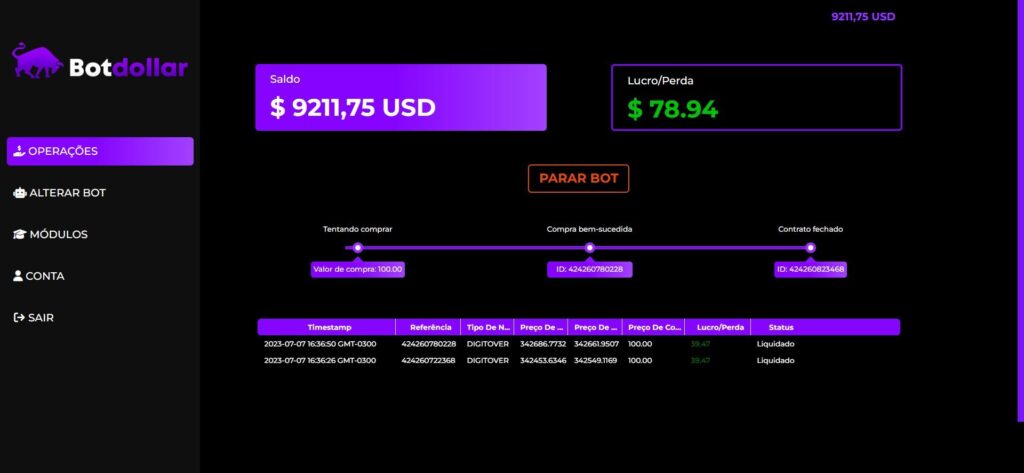 9211,75 USD
Botdollar
Saldo
$ 9211,75 USD
Lucro/Perda
$ 78.94
OPERAÇÕES
ALTERAR BOT
MÓDULOS
CONTA
SAIR
PARAR BOT
Tentando comprar Compra bem-sucedida Contrato fechado
Valor de compra: 100.00 ID: 424260780228 ID: 424260823468
Timestamp Referência Tipo De N... Preço De ... Preço De ... Preço De Co... Lucro/Perda Status
2023-07-07 16:36:50 GMT-0300 424260780228 DIGITOVER 342686.7732 342661.9507 100.00 39.47 Liquidado
2023-07-07 16:36:26 GMT-0300 424260722368 DIGITOVER 342453.6346 342549.1169 100.00 39.47 Liquidado